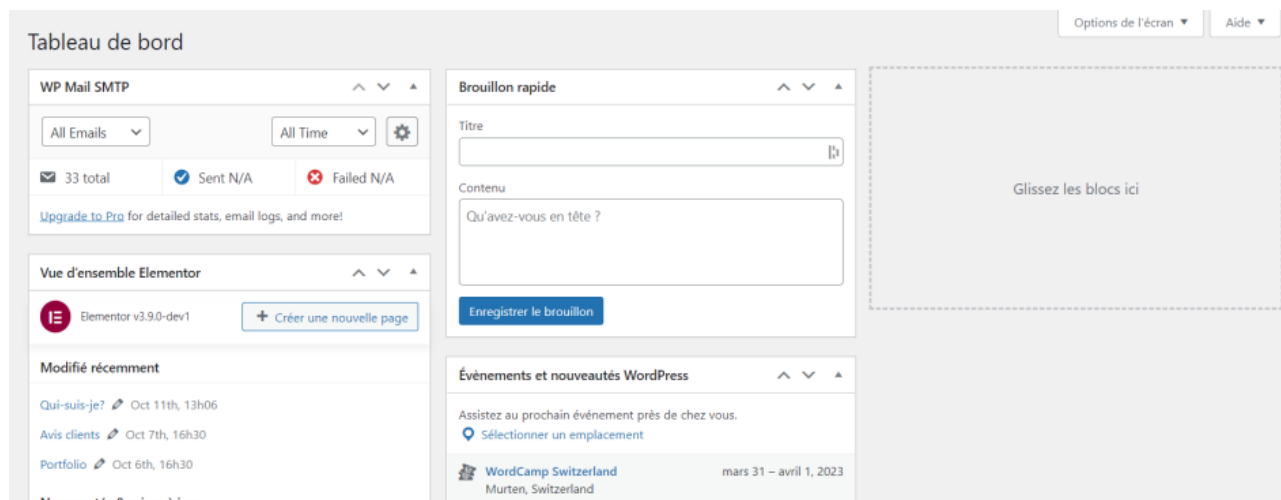 Options de l'écran
Aide
Tableau de bord
WP Mail SMTP
All Emails
All Time
33 total
Sent N/A
Failed N/A
Upgrade to Pro for detailed stats, email logs, and more!
Vue d'ensemble Elementor
Elementor v3.9.0-dev1
+ Créer une nouvelle page
Modifié récemment
Qui-suis-je? Oct 11th, 13h06
Avis clients Oct 7th, 16h30
Portfolio Oct 6th, 16h30
Brouillon rapide
Titre
Contenu
Qu'avez-vous en tête ?
Enregistrer le brouillon
Évènements et nouveautés WordPress
Assistez au prochain événement près de chez vous.
Sélectionner un emplacement
WordCamp Switzerland mars 31 – avril 1, 2023
Murten, Switzerland
Glissez les blocs ici